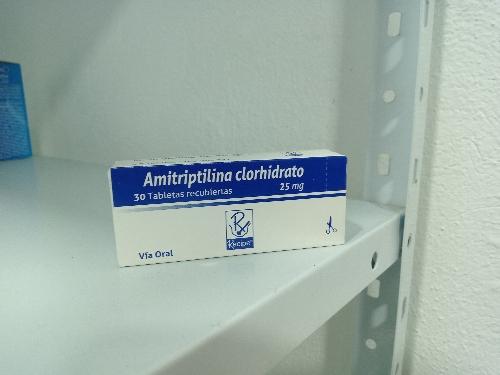 Amitriptilina clorhidrato
25 mg
30 Tabletas recubiertas
Recipe
Vía Oral